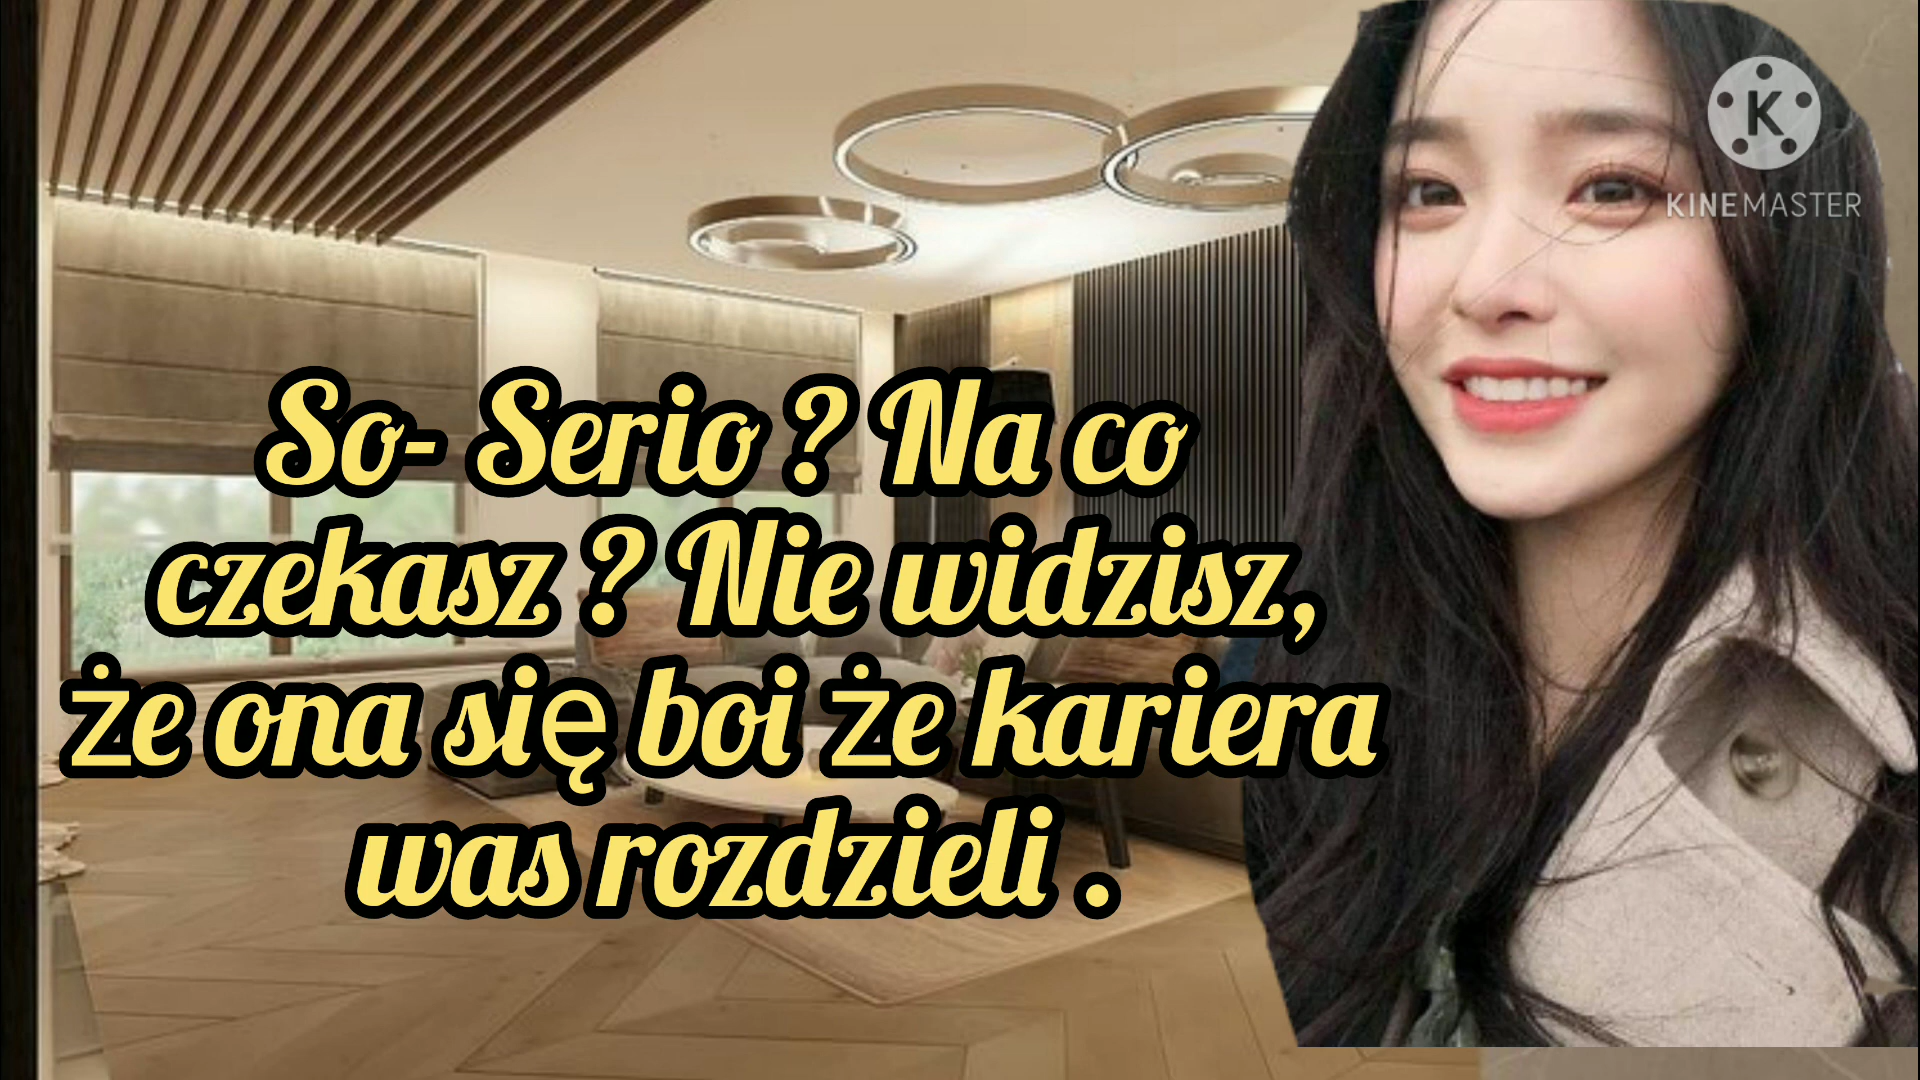 K
KINEMASTER
So- Serio ? Na co
czekasz ? Nie widzisz,
że ona się boi że kariera
was rozdzieli .